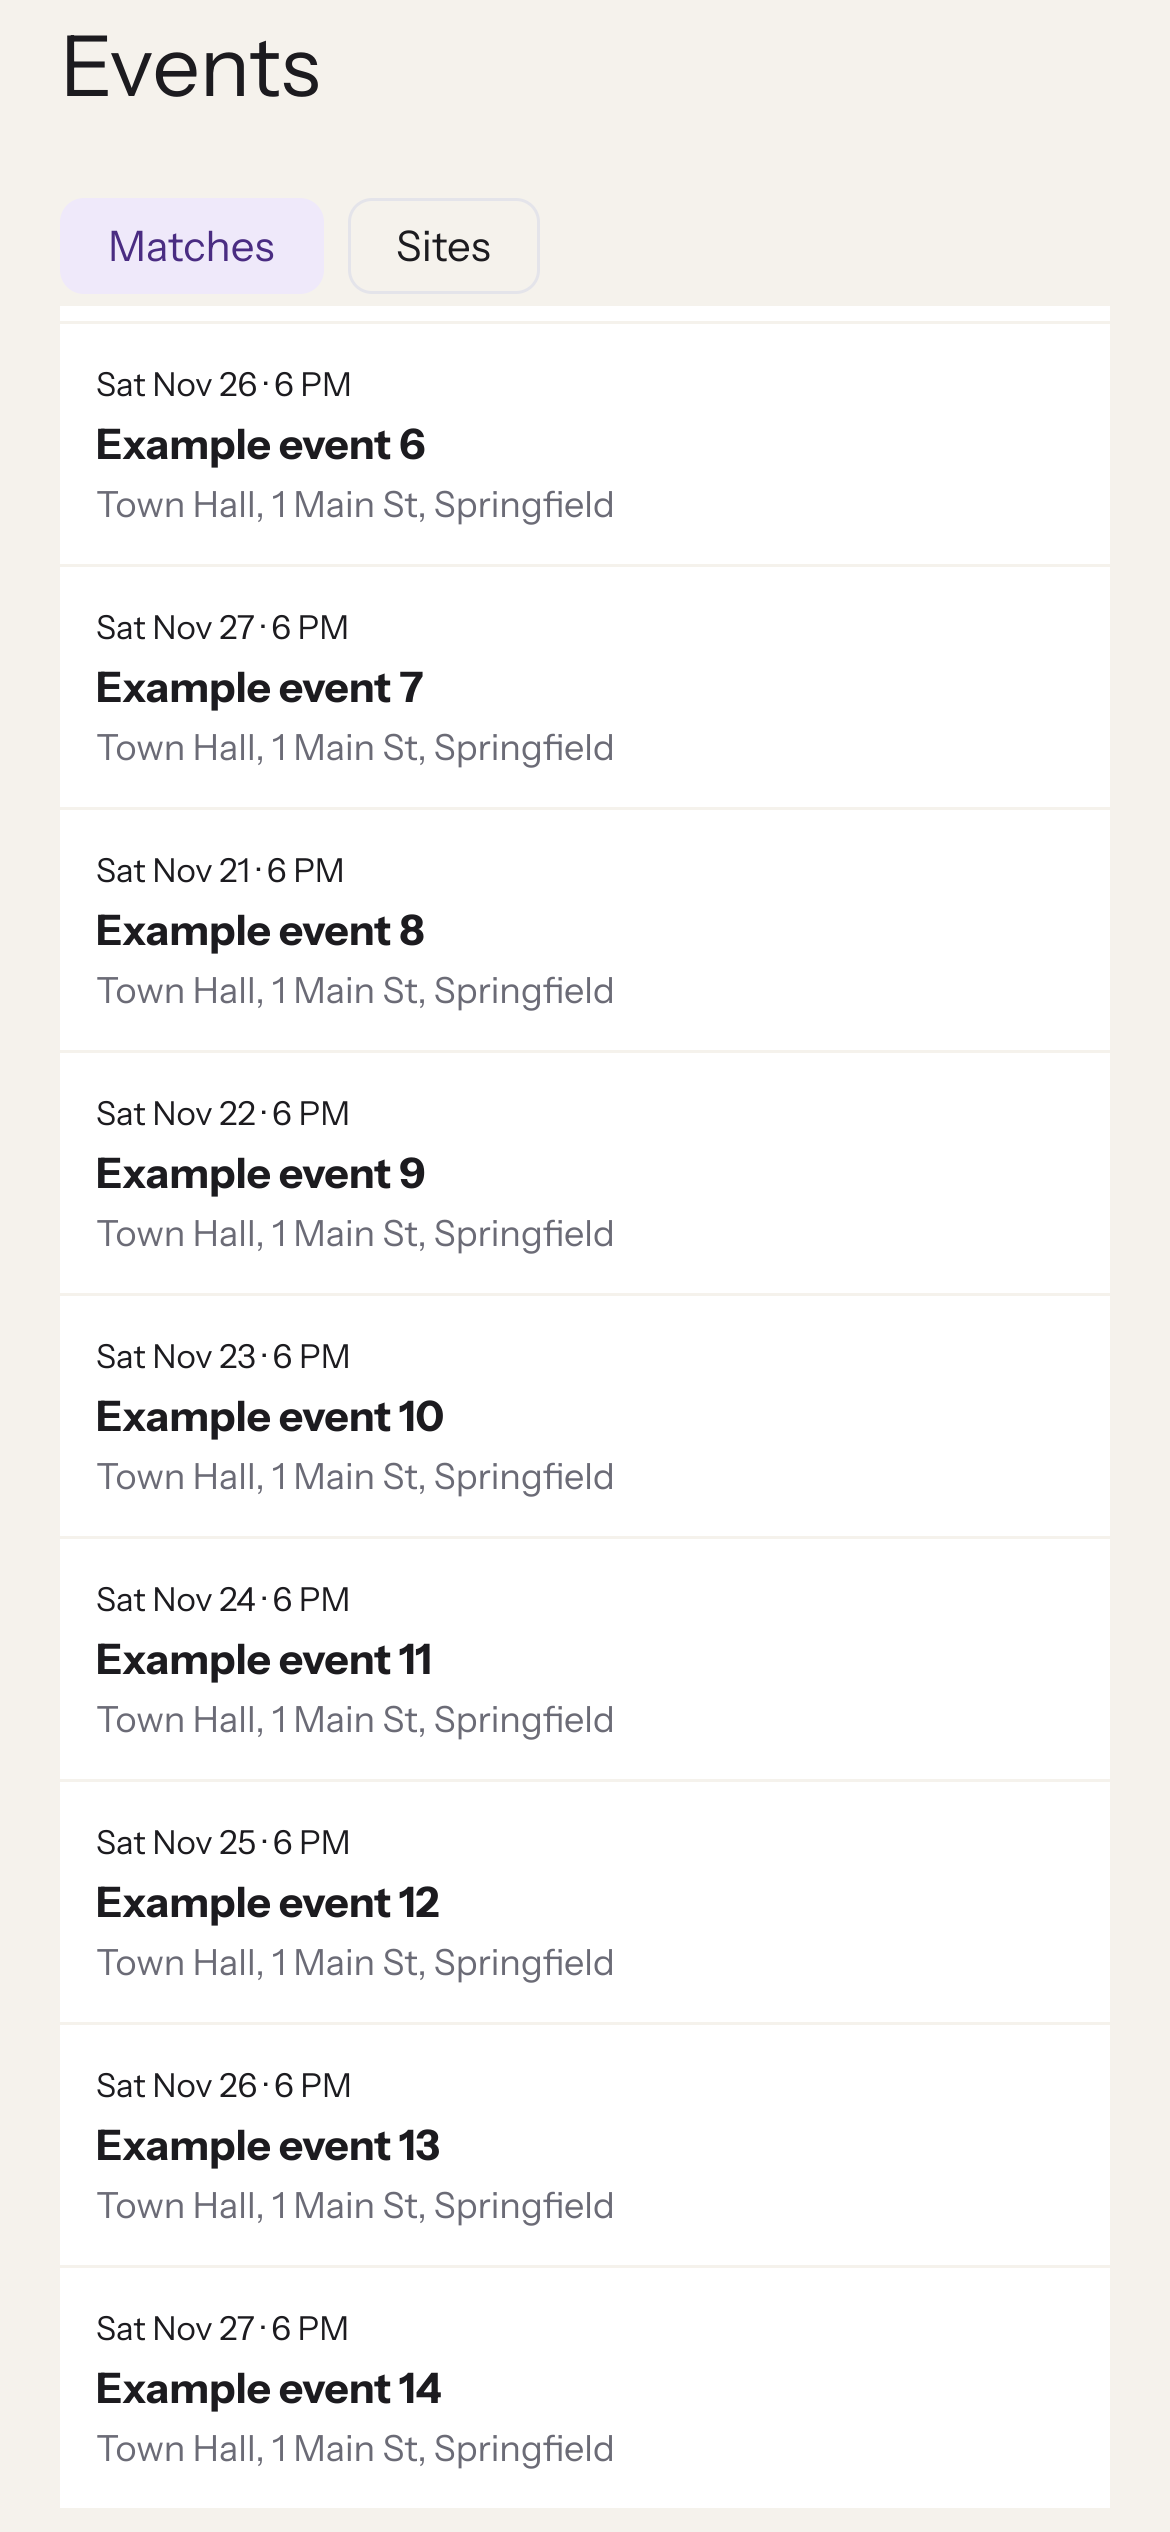 Events
Matches
Sites
Sat Nov 26 · 6 PM
Example event 6
Town Hall, 1 Main St, Springfield
Sat Nov 27 · 6 PM
Example event 7
Town Hall, 1 Main St, Springfield
Sat Nov 21 · 6 PM
Example event 8
Town Hall, 1 Main St, Springfield
Sat Nov 22 · 6 PM
Example event 9
Town Hall, 1 Main St, Springfield
Sat Nov 23 · 6 PM
Example event 10
Town Hall, 1 Main St, Springfield
Sat Nov 24 · 6 PM
Example event 11
Town Hall, 1 Main St, Springfield
Sat Nov 25 · 6 PM
Example event 12
Town Hall, 1 Main St, Springfield
Sat Nov 26 · 6 PM
Example event 13
Town Hall, 1 Main St, Springfield
Sat Nov 27 · 6 PM
Example event 14
Town Hall, 1 Main St, Springfield